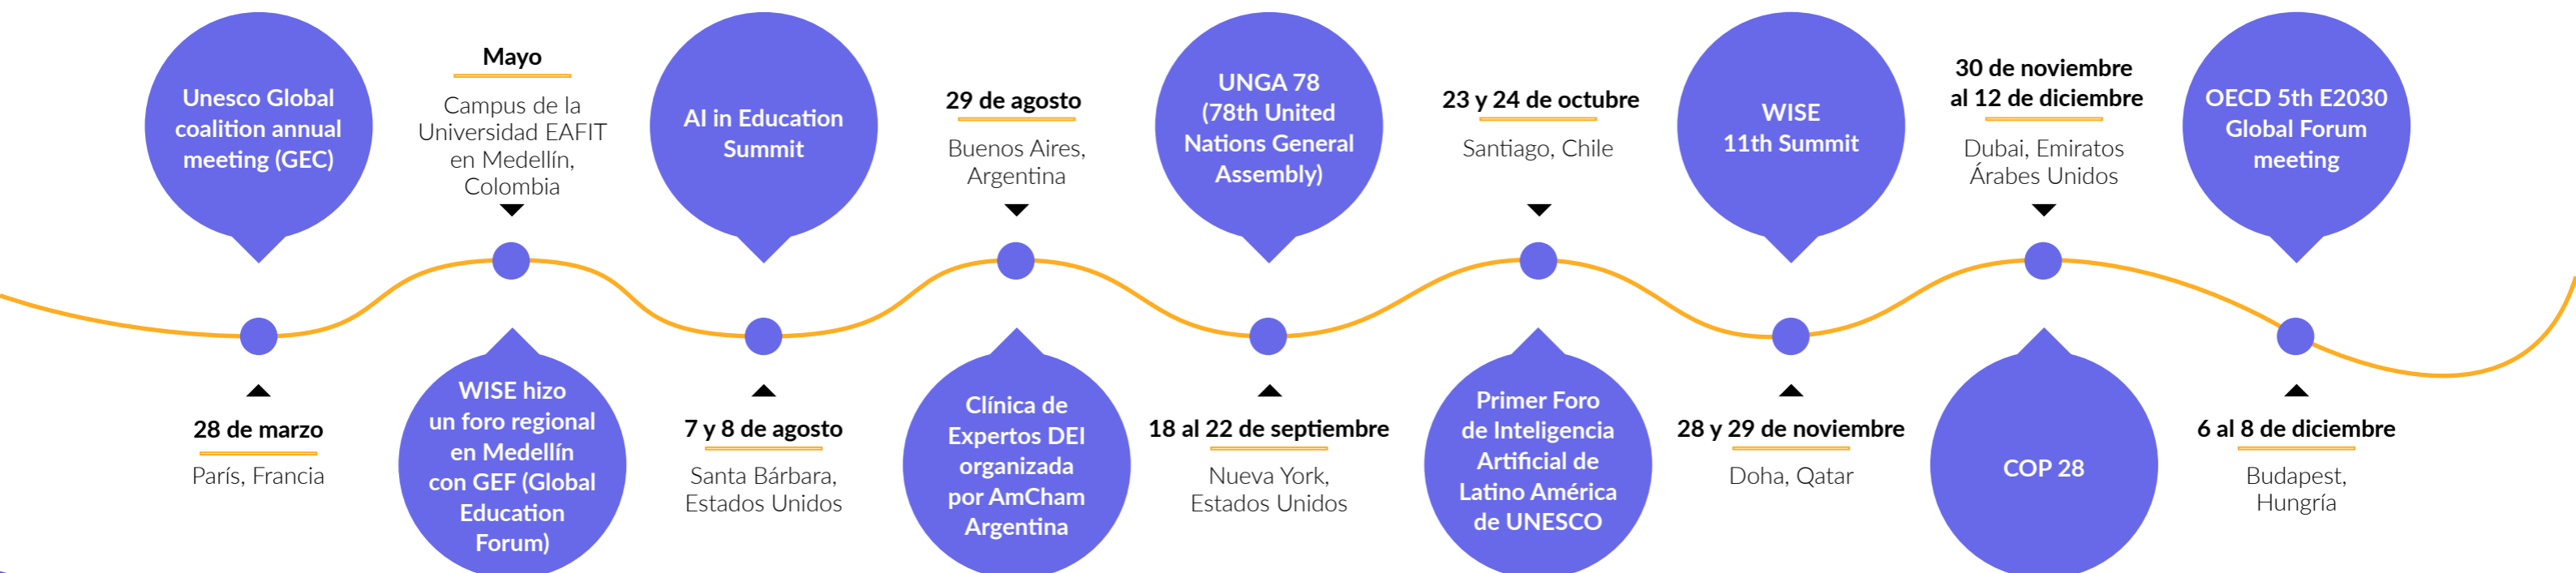 Unesco Global
coalition annual
meeting (GEC)
28 de marzo
París, Francia
Mayo
Campus de la
Universidad EAFIT
en Medellín,
Colombia
WISE hizo
un foro regional
en Medellín
con GEF (Global
Education
Forum)
AI in Education
Summit
7 y 8 de agosto
Santa Bárbara,
Estados Unidos
29 de agosto
Buenos Aires,
Argentina
Clínica de
Expertos DEI
organizada
por AmCham
Argentina
UNGA 78
(78th United
Nations General
Assembly)
18 al 22 de septiembre
Nueva York,
Estados Unidos
23 y 24 de octubre
Santiago, Chile
Primer Foro
de Inteligencia
Artificial de
Latino América
de UNESCO
WISE
11th Summit
28 y 29 de noviembre
Doha, Qatar
30 de noviembre
al 12 de diciembre
Dubai, Emiratos
Árabes Unidos
COP 28
OECD 5th E2030
Global Forum
meeting
6 al 8 de diciembre
Budapest,
Hungría